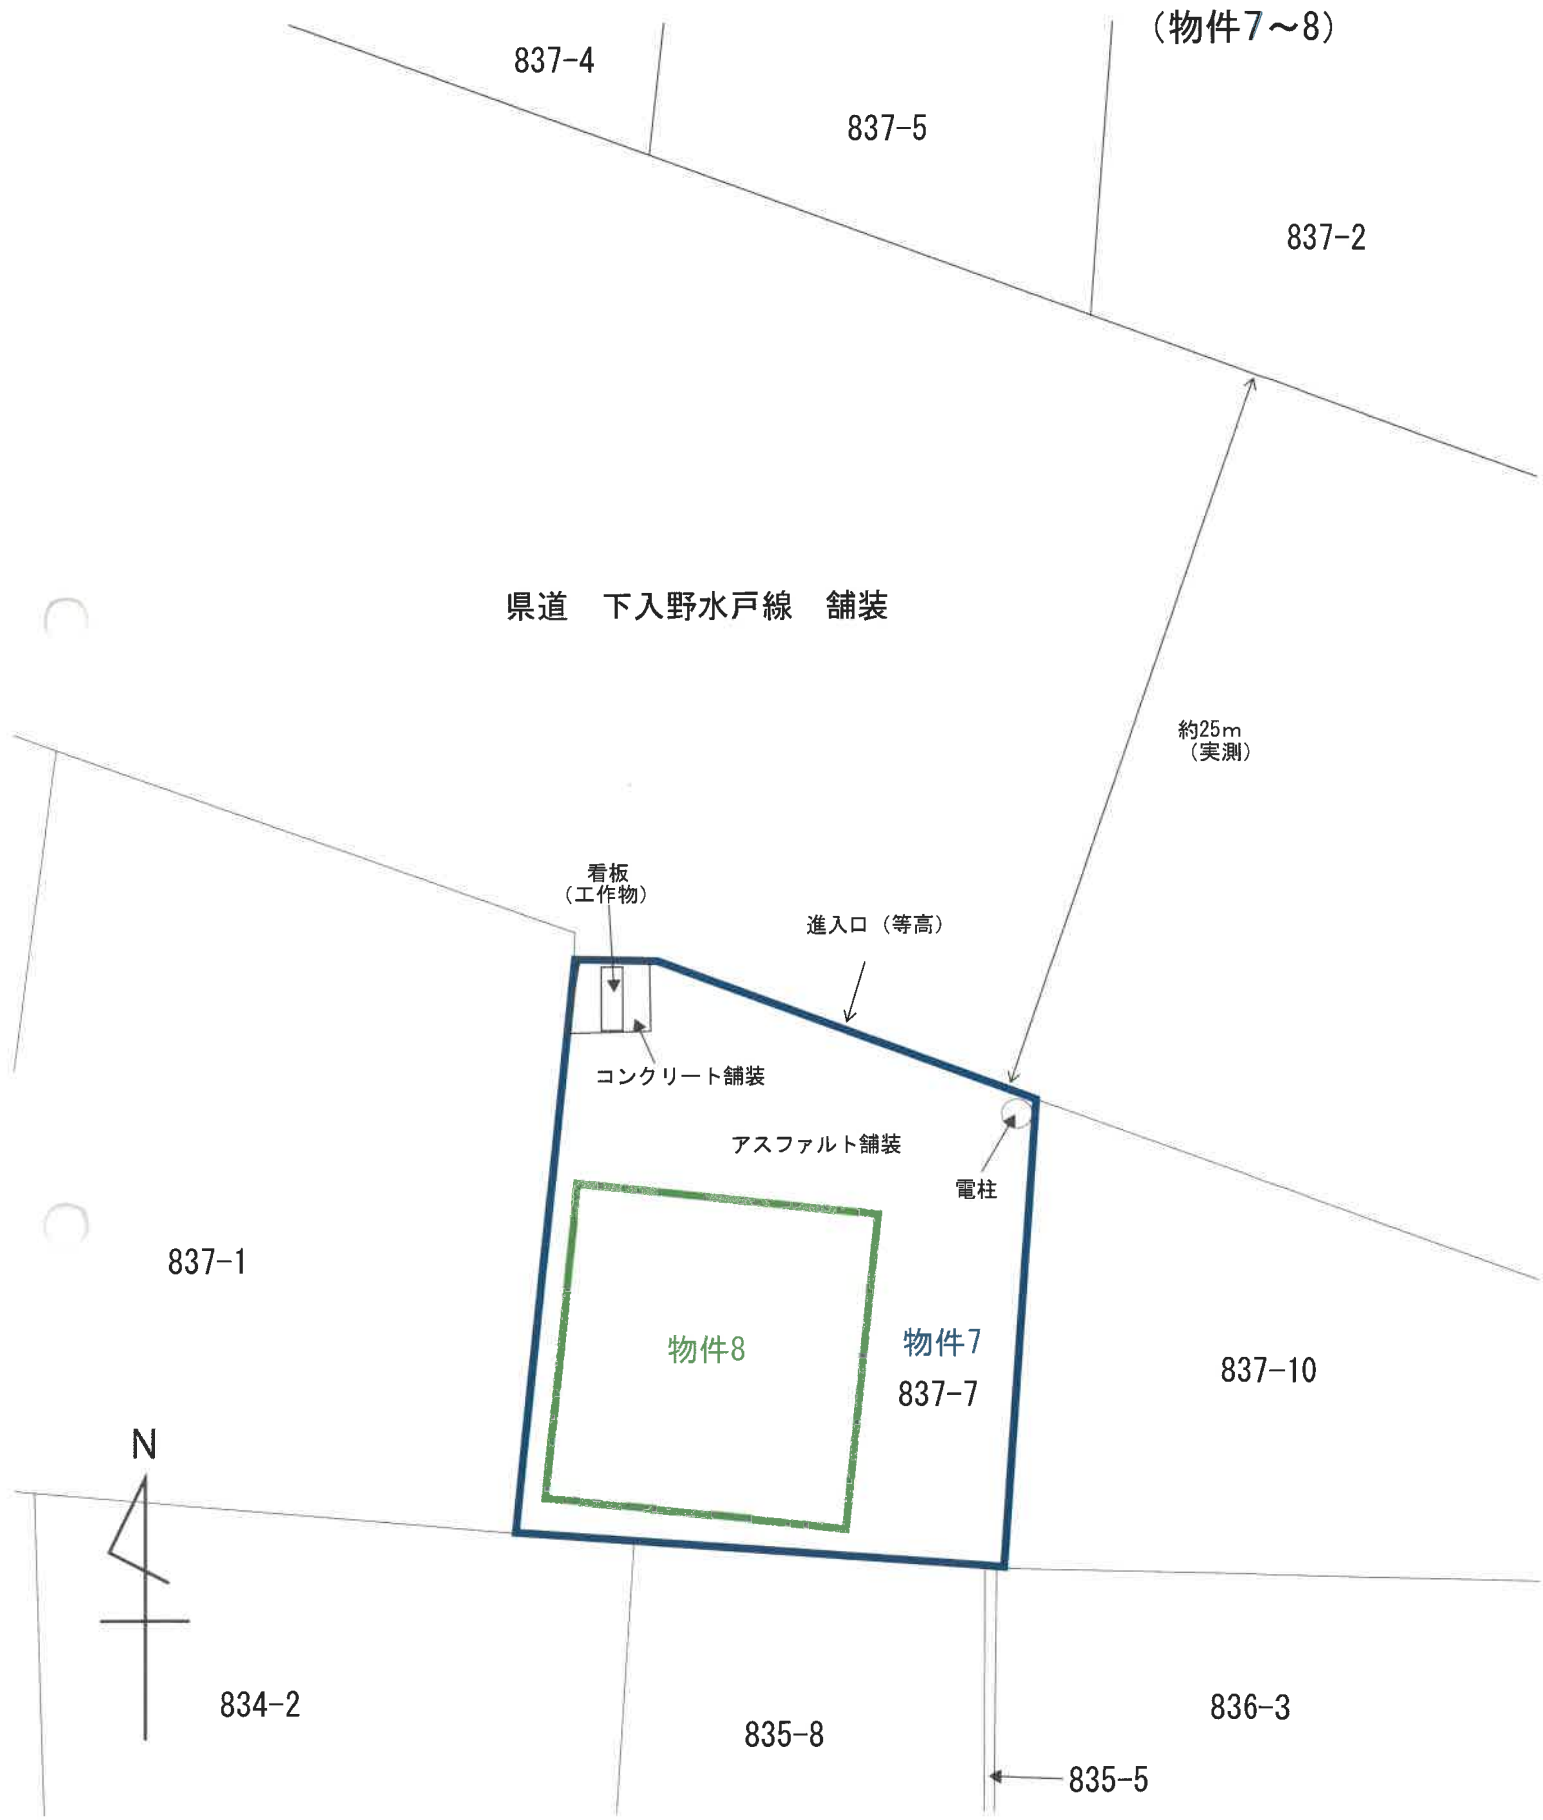 (物件7〜8)
837-4
837-5
837-2
県道　下入野水戸線　舗装
約25m
(実測)
看板
(工作物)
進入口(等高)
コンクリート舗装
アスファルト舗装
電柱
837-1
物件8
物件7
837-7
837-10
N
834-2
835-8
836-3
835-5